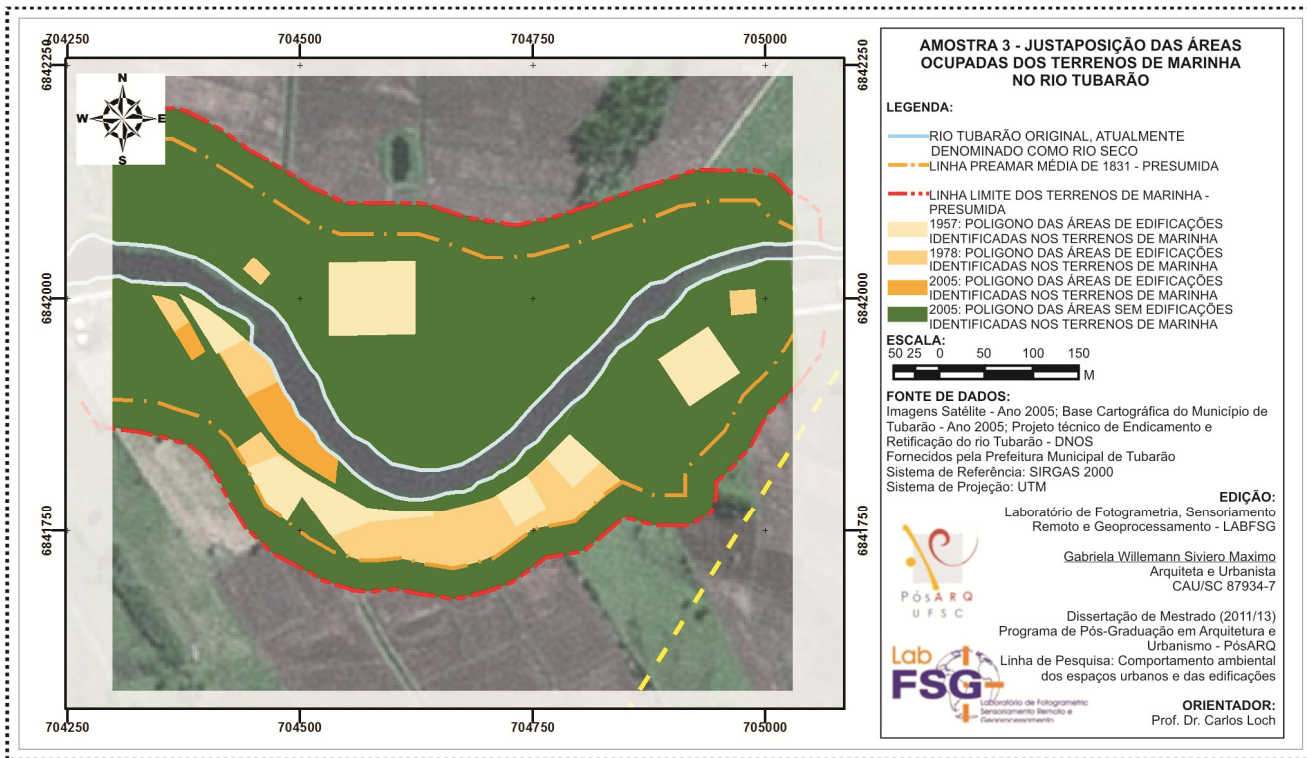 704250 704500 704750 705000
6842250 6842250
N
W E
S
6842000 6842000
6841750 6841750
704250 704500 704750 705000
AMOSTRA 3 - JUSTAPOSIÇÃO DAS ÁREAS
OCUPADAS DOS TERRENOS DE MARINHA
NO RIO TUBARÃO
LEGENDA:
RIO TUBARÃO ORIGINAL, ATUALMENTE
DENOMINADO COMO RIO SECO
LINHA PREAMAR MÉDIA DE 1831 - PRESUMIDA
LINHA LIMITE DOS TERRENOS DE MARINHA -
PRESUMIDA
1957: POLIGONO DAS ÁREAS DE EDIFICAÇÕES
IDENTIFICADAS NOS TERRENOS DE MARINHA
1978: POLIGONO DAS ÁREAS DE EDIFICAÇÕES
IDENTIFICADAS NOS TERRENOS DE MARINHA
2005: POLIGONO DAS ÁREAS DE EDIFICAÇÕES
IDENTIFICADAS NOS TERRENOS DE MARINHA
2005: POLIGONO DAS ÁREAS SEM EDIFICAÇÕES
IDENTIFICADAS NOS TERRENOS DE MARINHA
ESCALA:
50 25 0 50 100 150
M
FONTE DE DADOS:
Imagens Satélite - Ano 2005; Base Cartográfica do Município de
Tubarão - Ano 2005; Projeto técnico de Endicamento e
Retificação do rio Tubarão - DNOS
Fornecidos pela Prefeitura Municipal de Tubarão
Sistema de Referência: SIRGAS 2000
Sistema de Projeção: UTM
EDIÇÃO:
Laboratório de Fotogrametria, Sensoriamento
Remoto e Geoprocessamento - LABFSG
Gabriela Willemann Siviero Maximo
Arquiteta e Urbanista
CAU/SC 87934-7
PósARQ
UFSC
Dissertação de Mestrado (2011/13)
Programa de Pós-Graduação em Arquitetura e
Urbanismo - PósARQ
Linha de Pesquisa: Comportamento ambiental
dos espaços urbanos e das edificações
Lab
FSG
Laboratório de Fotogrametria
Sensoriamento Remoto e
Geoprocessamento
ORIENTADOR:
Prof. Dr. Carlos Loch